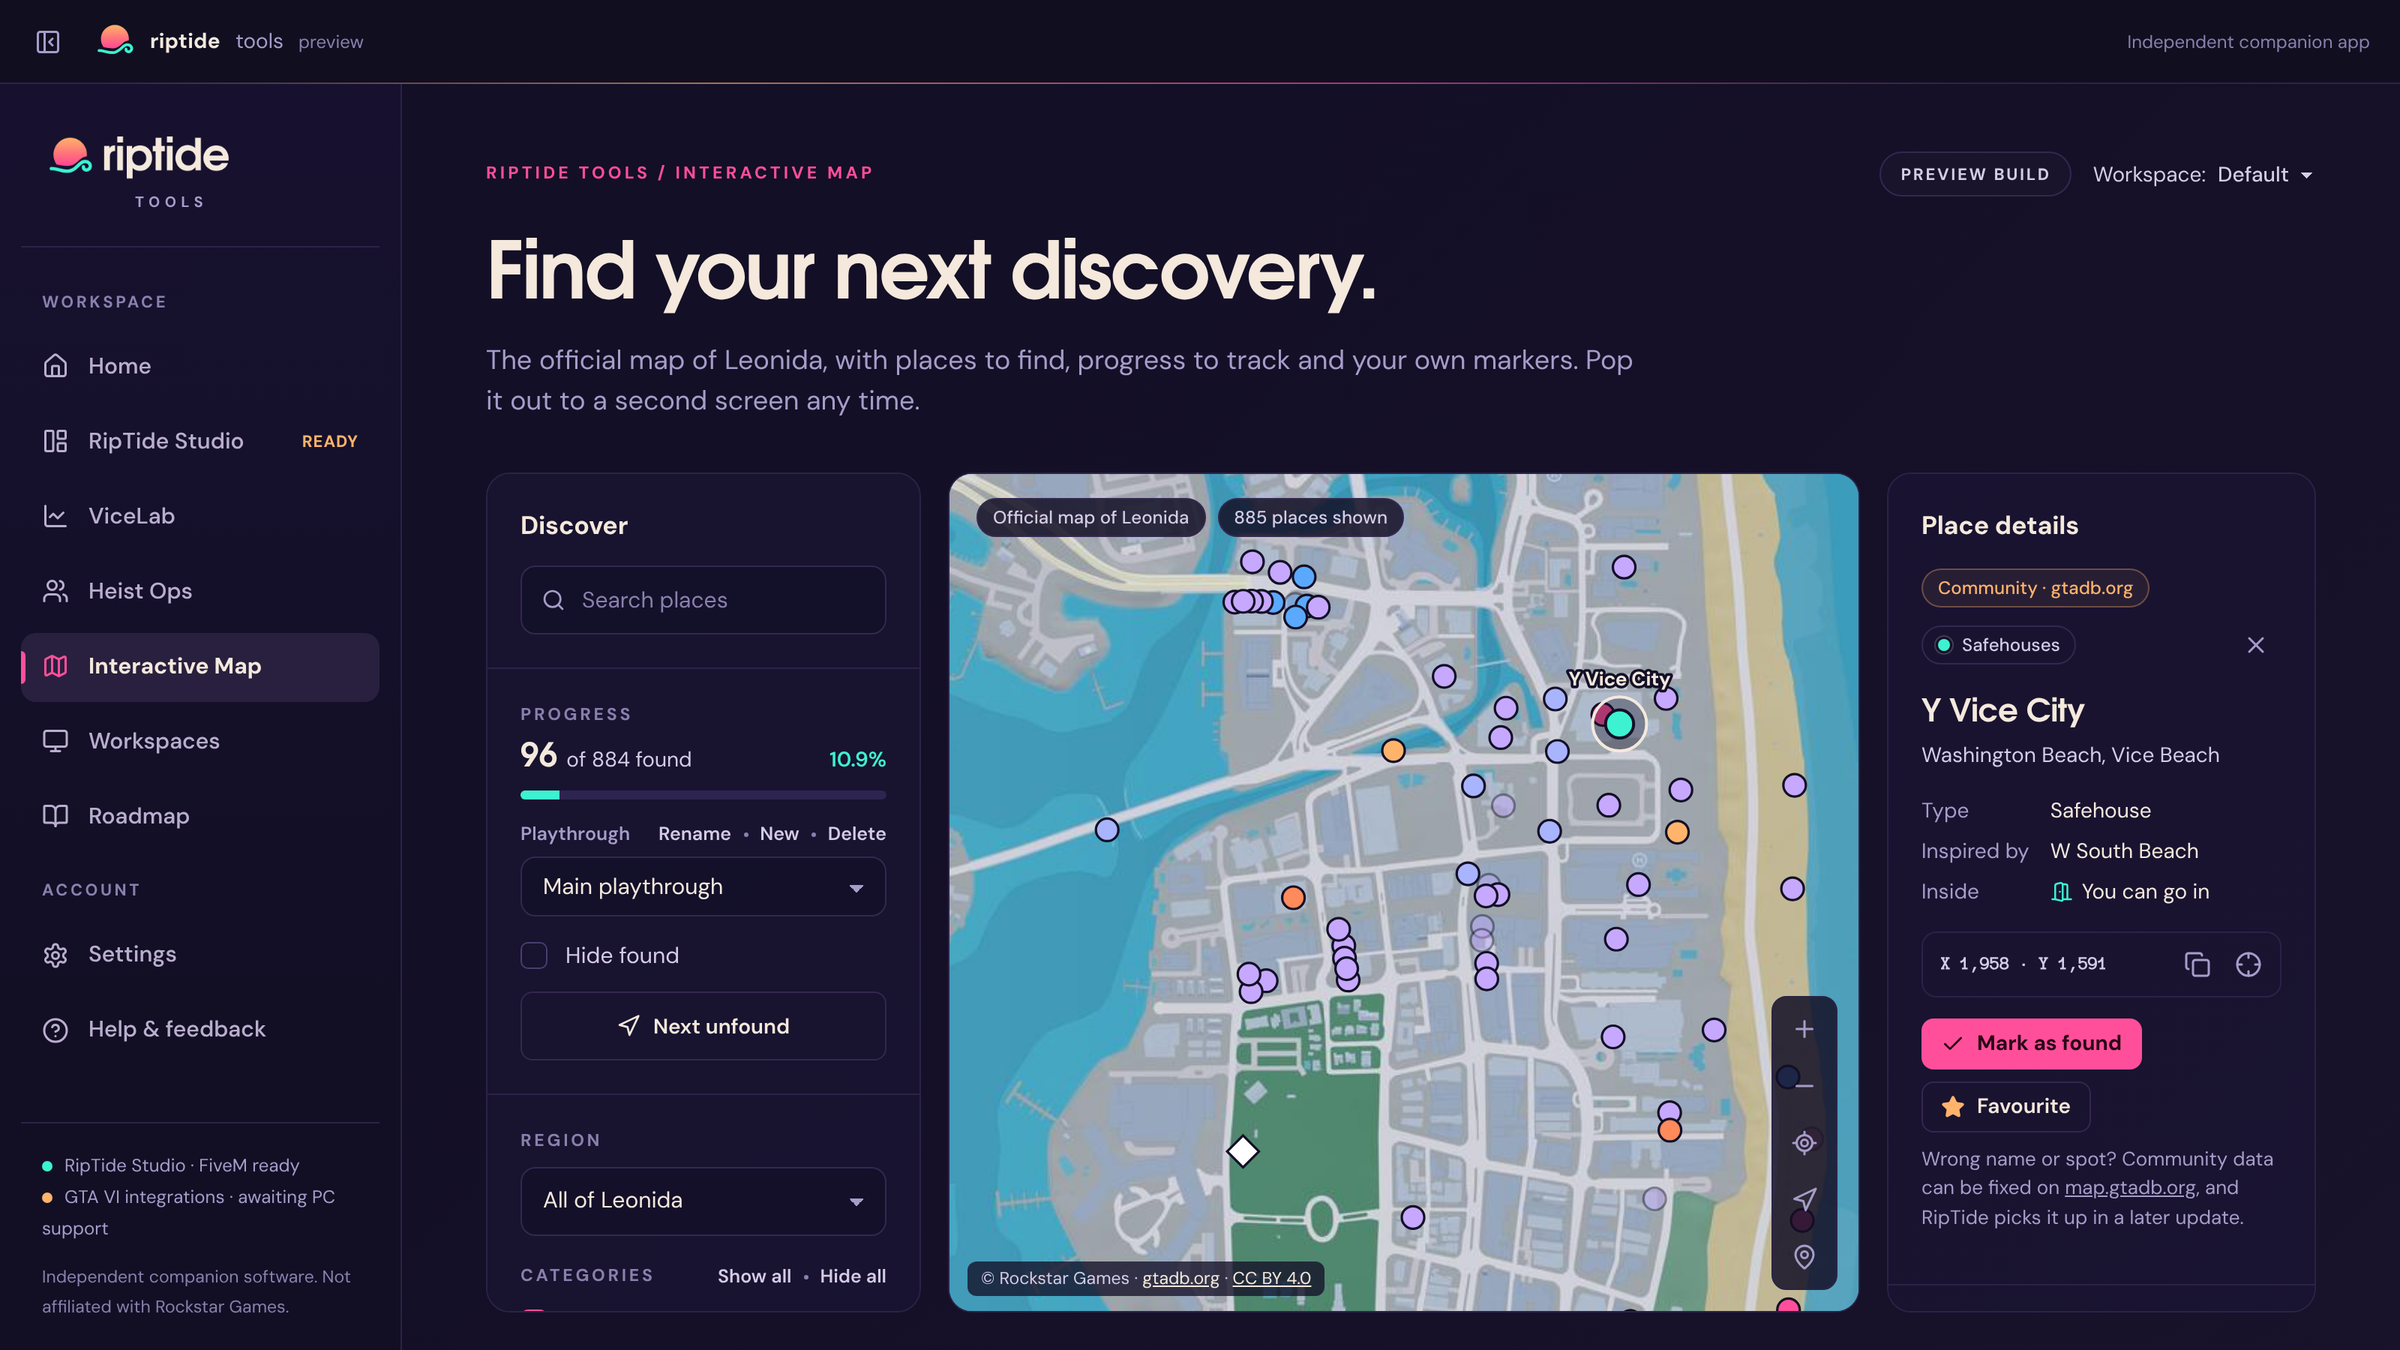 riptide tools preview
Independent companion app
riptide
TOOLS
WORKSPACE
Home
RipTide Studio READY
ViceLab
Heist Ops
Interactive Map
Workspaces
Roadmap
ACCOUNT
Settings
Help & feedback
RipTide Studio · FiveM ready
GTA VI integrations · awaiting PC
support
Independent companion software. Not
affiliated with Rockstar Games.
RIPTIDE TOOLS / INTERACTIVE MAP
PREVIEW BUILD
Workspace: Default
Find your next discovery.
The official map of Leonida, with places to find, progress to track and your own markers. Pop
it out to a second screen any time.
Discover
Search places
PROGRESS
96 of 884 found 10.9%
Playthrough Rename • New • Delete
Main playthrough
Hide found
Next unfound
REGION
All of Leonida
CATEGORIES Show all • Hide all
Official map of Leonida
885 places shown
Y Vice City
© Rockstar Games · gtadb.org · CC BY 4.0
Place details
Community · gtadb.org
Safehouses
Y Vice City
Washington Beach, Vice Beach
Type Safehouse
Inspired by W South Beach
Inside You can go in
X 1,958 · Y 1,591
Mark as found
Favourite
Wrong name or spot? Community data
can be fixed on map.gtadb.org, and
RipTide picks it up in a later update.